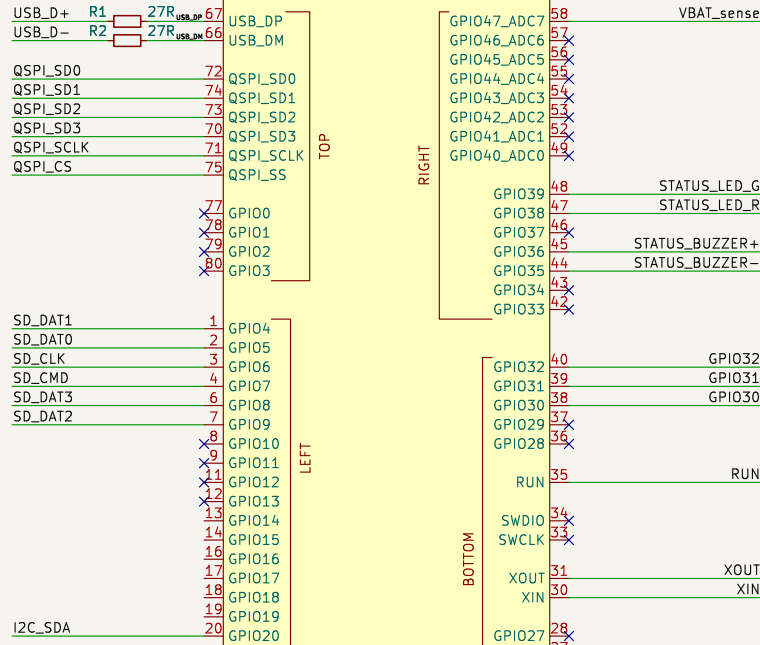 USB_D+ R1 27R USB_DP 67 USB_DP
USB_D- R2 27R USB_DM 66 USB_DM
QSPI_SD0 72 QSPI_SD0
QSPI_SD1 74 QSPI_SD1
QSPI_SD2 73 QSPI_SD2
QSPI_SD3 70 QSPI_SD3
QSPI_SCLK 71 QSPI_SCLK
QSPI_CS 75 QSPI_SS
77 GPIO0
78 GPIO1
79 GPIO2
80 GPIO3
TOP
SD_DAT1 1 GPIO4
SD_DAT0 2 GPIO5
SD_CLK 3 GPIO6
SD_CMD 4 GPIO7
SD_DAT3 6 GPIO8
SD_DAT2 7 GPIO9
8 GPIO10
9 GPIO11
11 GPIO12
12 GPIO13
13 GPIO14
14 GPIO15
16 GPIO16
17 GPIO17
18 GPIO18
19 GPIO19
I2C_SDA 20 GPIO20
LEFT
GPIO47_ADC7 58 VBAT_sense
GPIO46_ADC6 57
GPIO45_ADC5 56
GPIO44_ADC4 55
GPIO43_ADC3 54
GPIO42_ADC2 53
GPIO41_ADC1 52
GPIO40_ADC0 49
GPIO39 48 STATUS_LED_G
GPIO38 47 STATUS_LED_R
GPIO37 46
GPIO36 45 STATUS_BUZZER+
GPIO35 44 STATUS_BUZZER-
GPIO34 43
GPIO33 42
RIGHT
GPIO32 40 GPIO32
GPIO31 39 GPIO31
GPIO30 38 GPIO30
GPIO29 37
GPIO28 36
RUN 35 RUN
SWDIO 34
SWCLK 33
XOUT 31 XOUT
XIN 30 XIN
GPIO27 28
BOTTOM